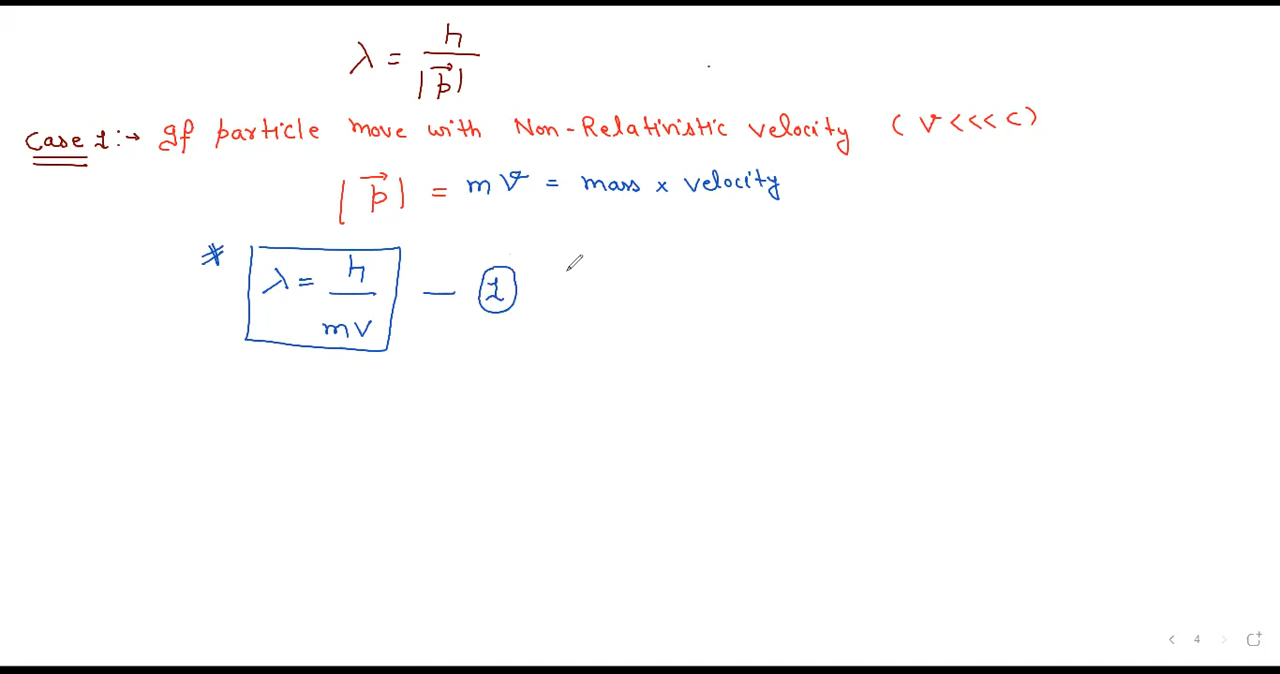 λ = h / |p⃗|
Case 1:→ If particle move with Non-Relativistic velocity ( v <<< c )
|p⃗| = mv = mass × velocity
* λ = h / mv — 1
4